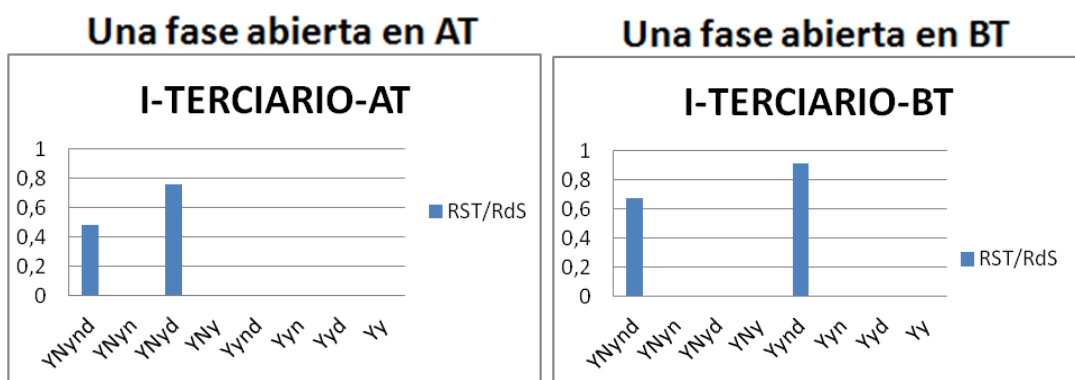 Una fase abierta en AT
I-TERCIARIO-AT
1
0,8
0,6
0,4
0,2
0
YNynd
YNyn
YNyd
YNy
Yynd
Yyn
Yyd
Yy
RST/RdS
Una fase abierta en BT
I-TERCIARIO-BT
1
0,8
0,6
0,4
0,2
0
YNynd
YNyn
YNyd
YNy
Yynd
Yyn
Yyd
Yy
RST/RdS